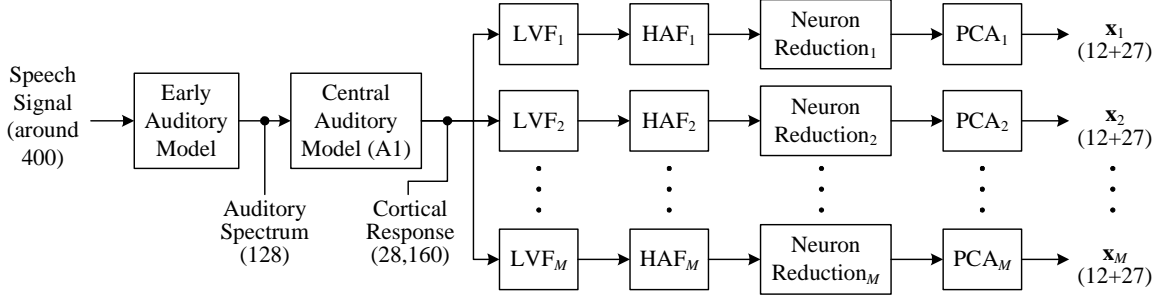 Speech
Signal
(around
400)
Early
Auditory
Model
Central
Auditory
Model (A1)
Auditory
Spectrum
(128)
Cortical
Response
(28,160)
LVF1
HAF1
Neuron
Reduction1
PCA1
x1
(12+27)
LVF2
HAF2
Neuron
Reduction2
PCA2
x2
(12+27)
LVFM
HAFM
Neuron
ReductionM
PCAM
xM
(12+27)